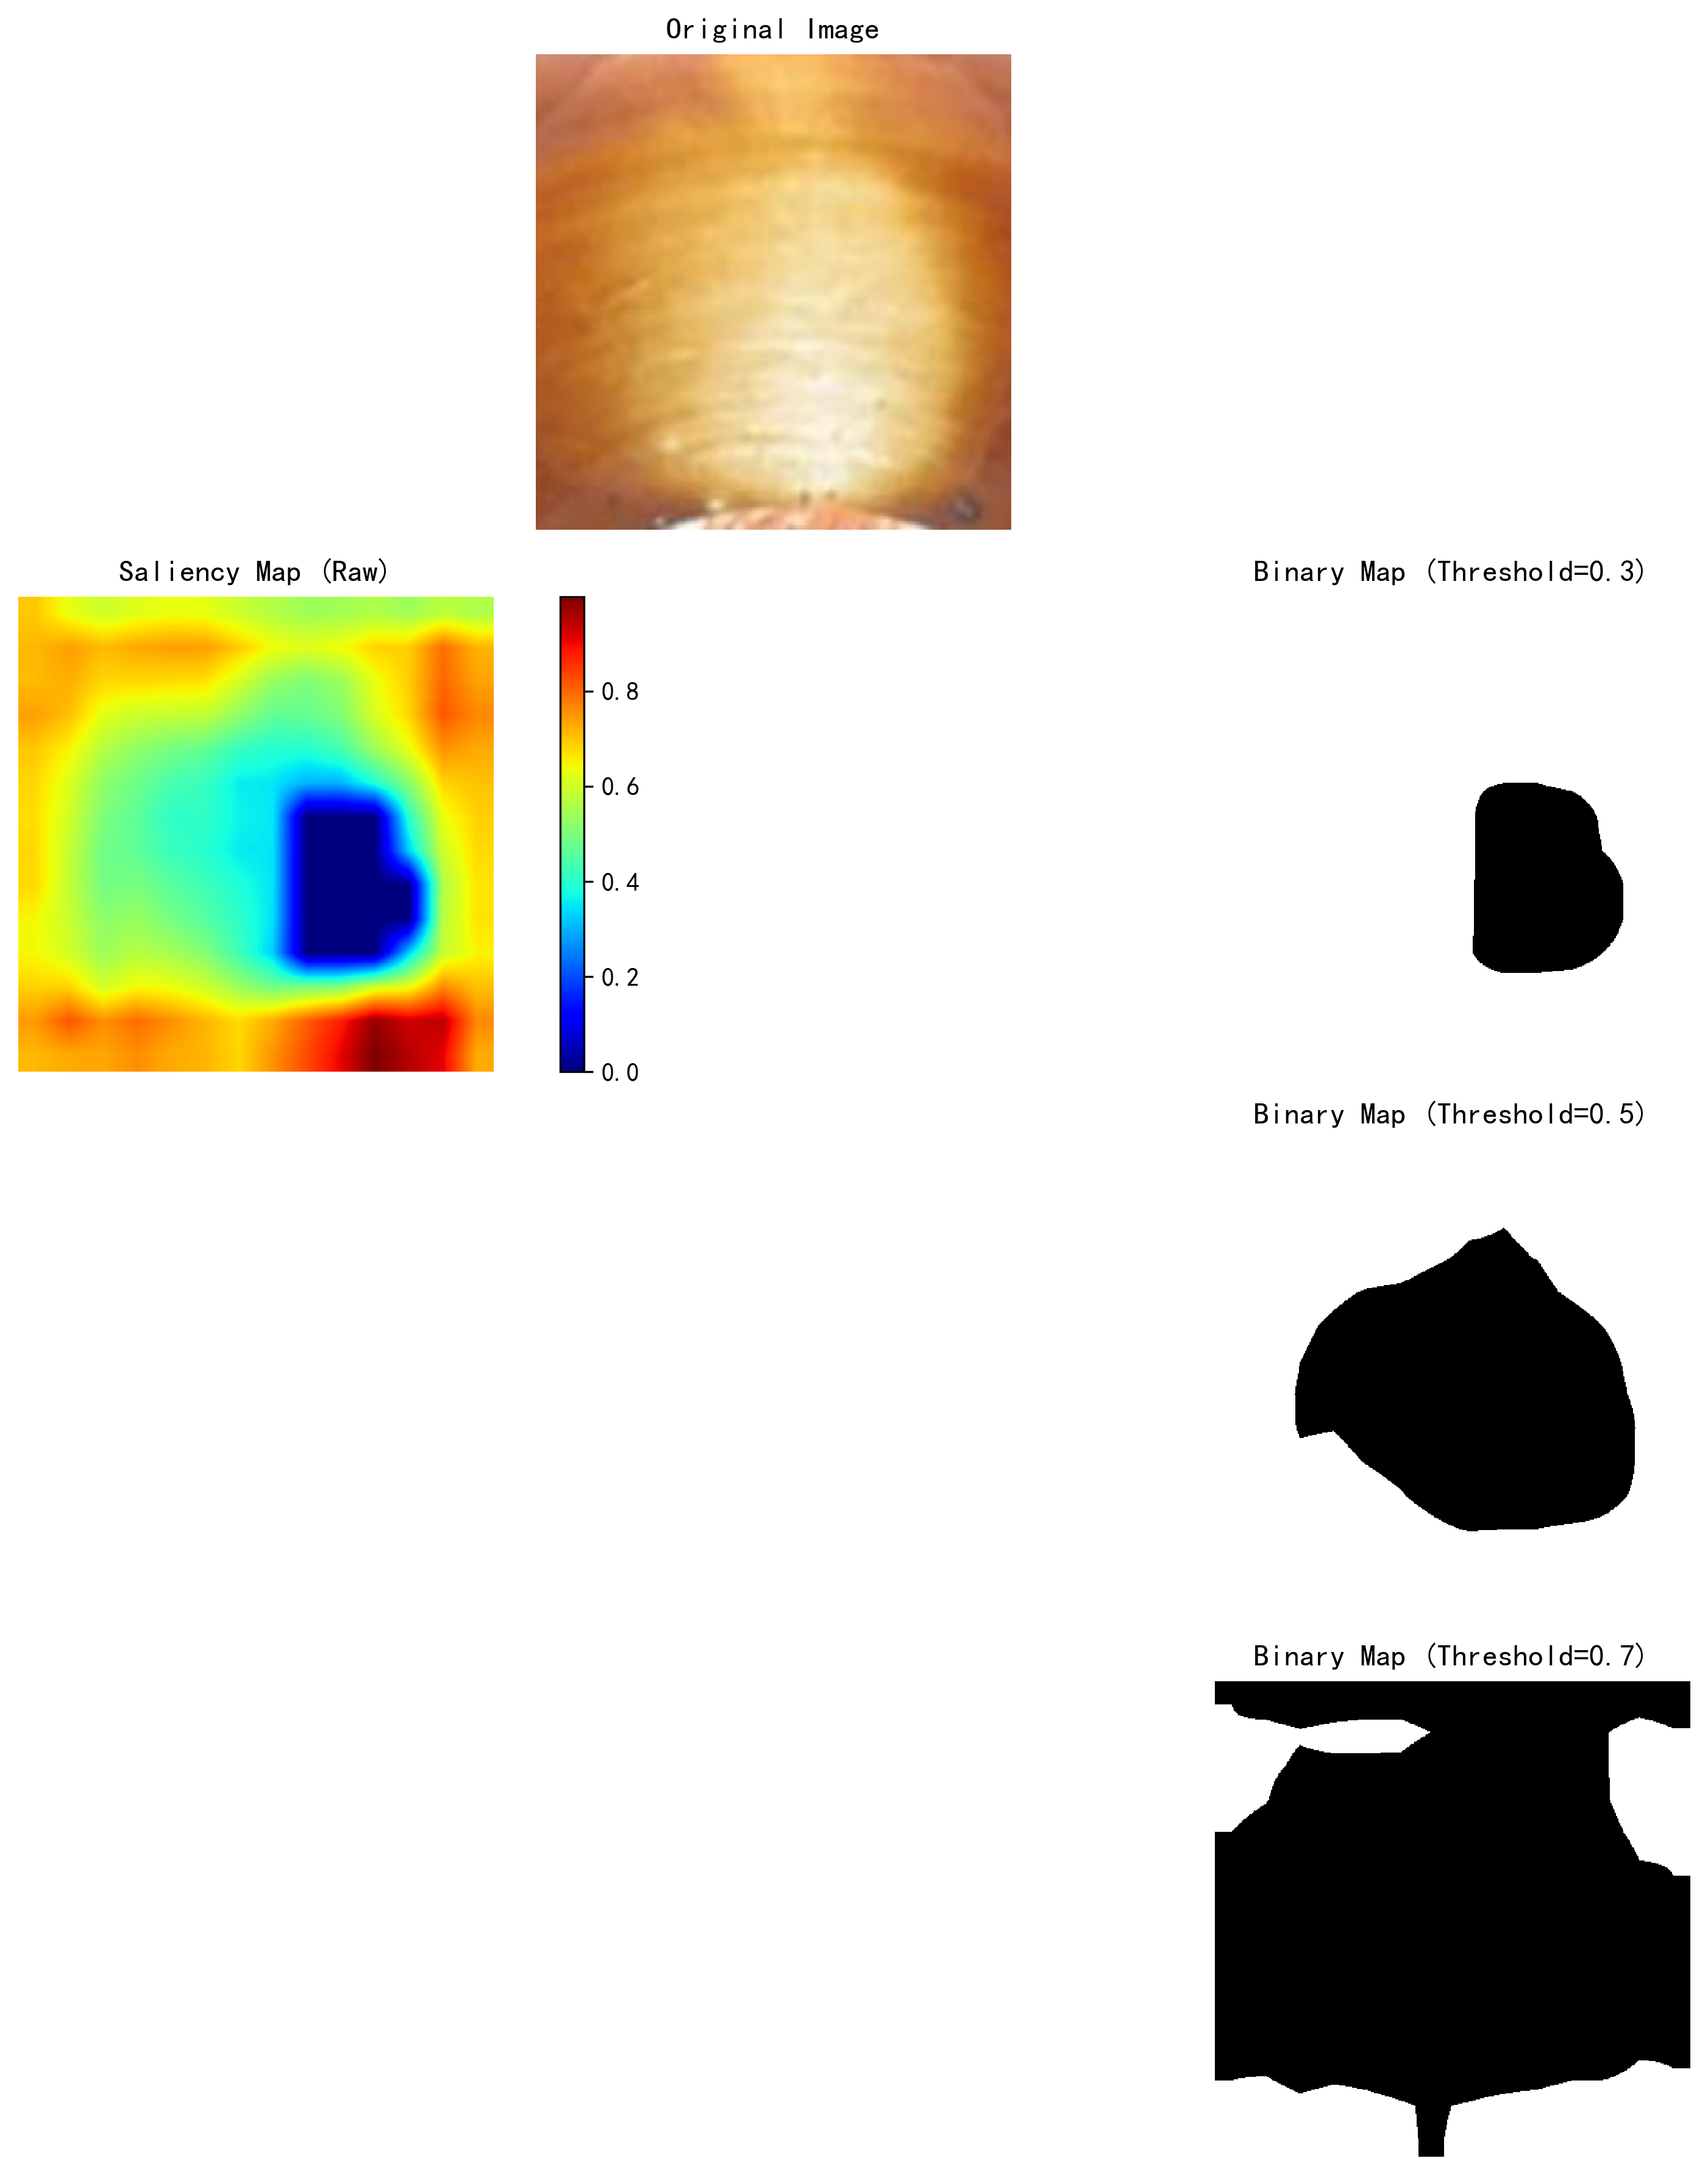 Original Image
Saliency Map (Raw)
Binary Map (Threshold=0.3)
0.8
0.6
0.4
0.2
0.0
Binary Map (Threshold=0.5)
Binary Map (Threshold=0.7)